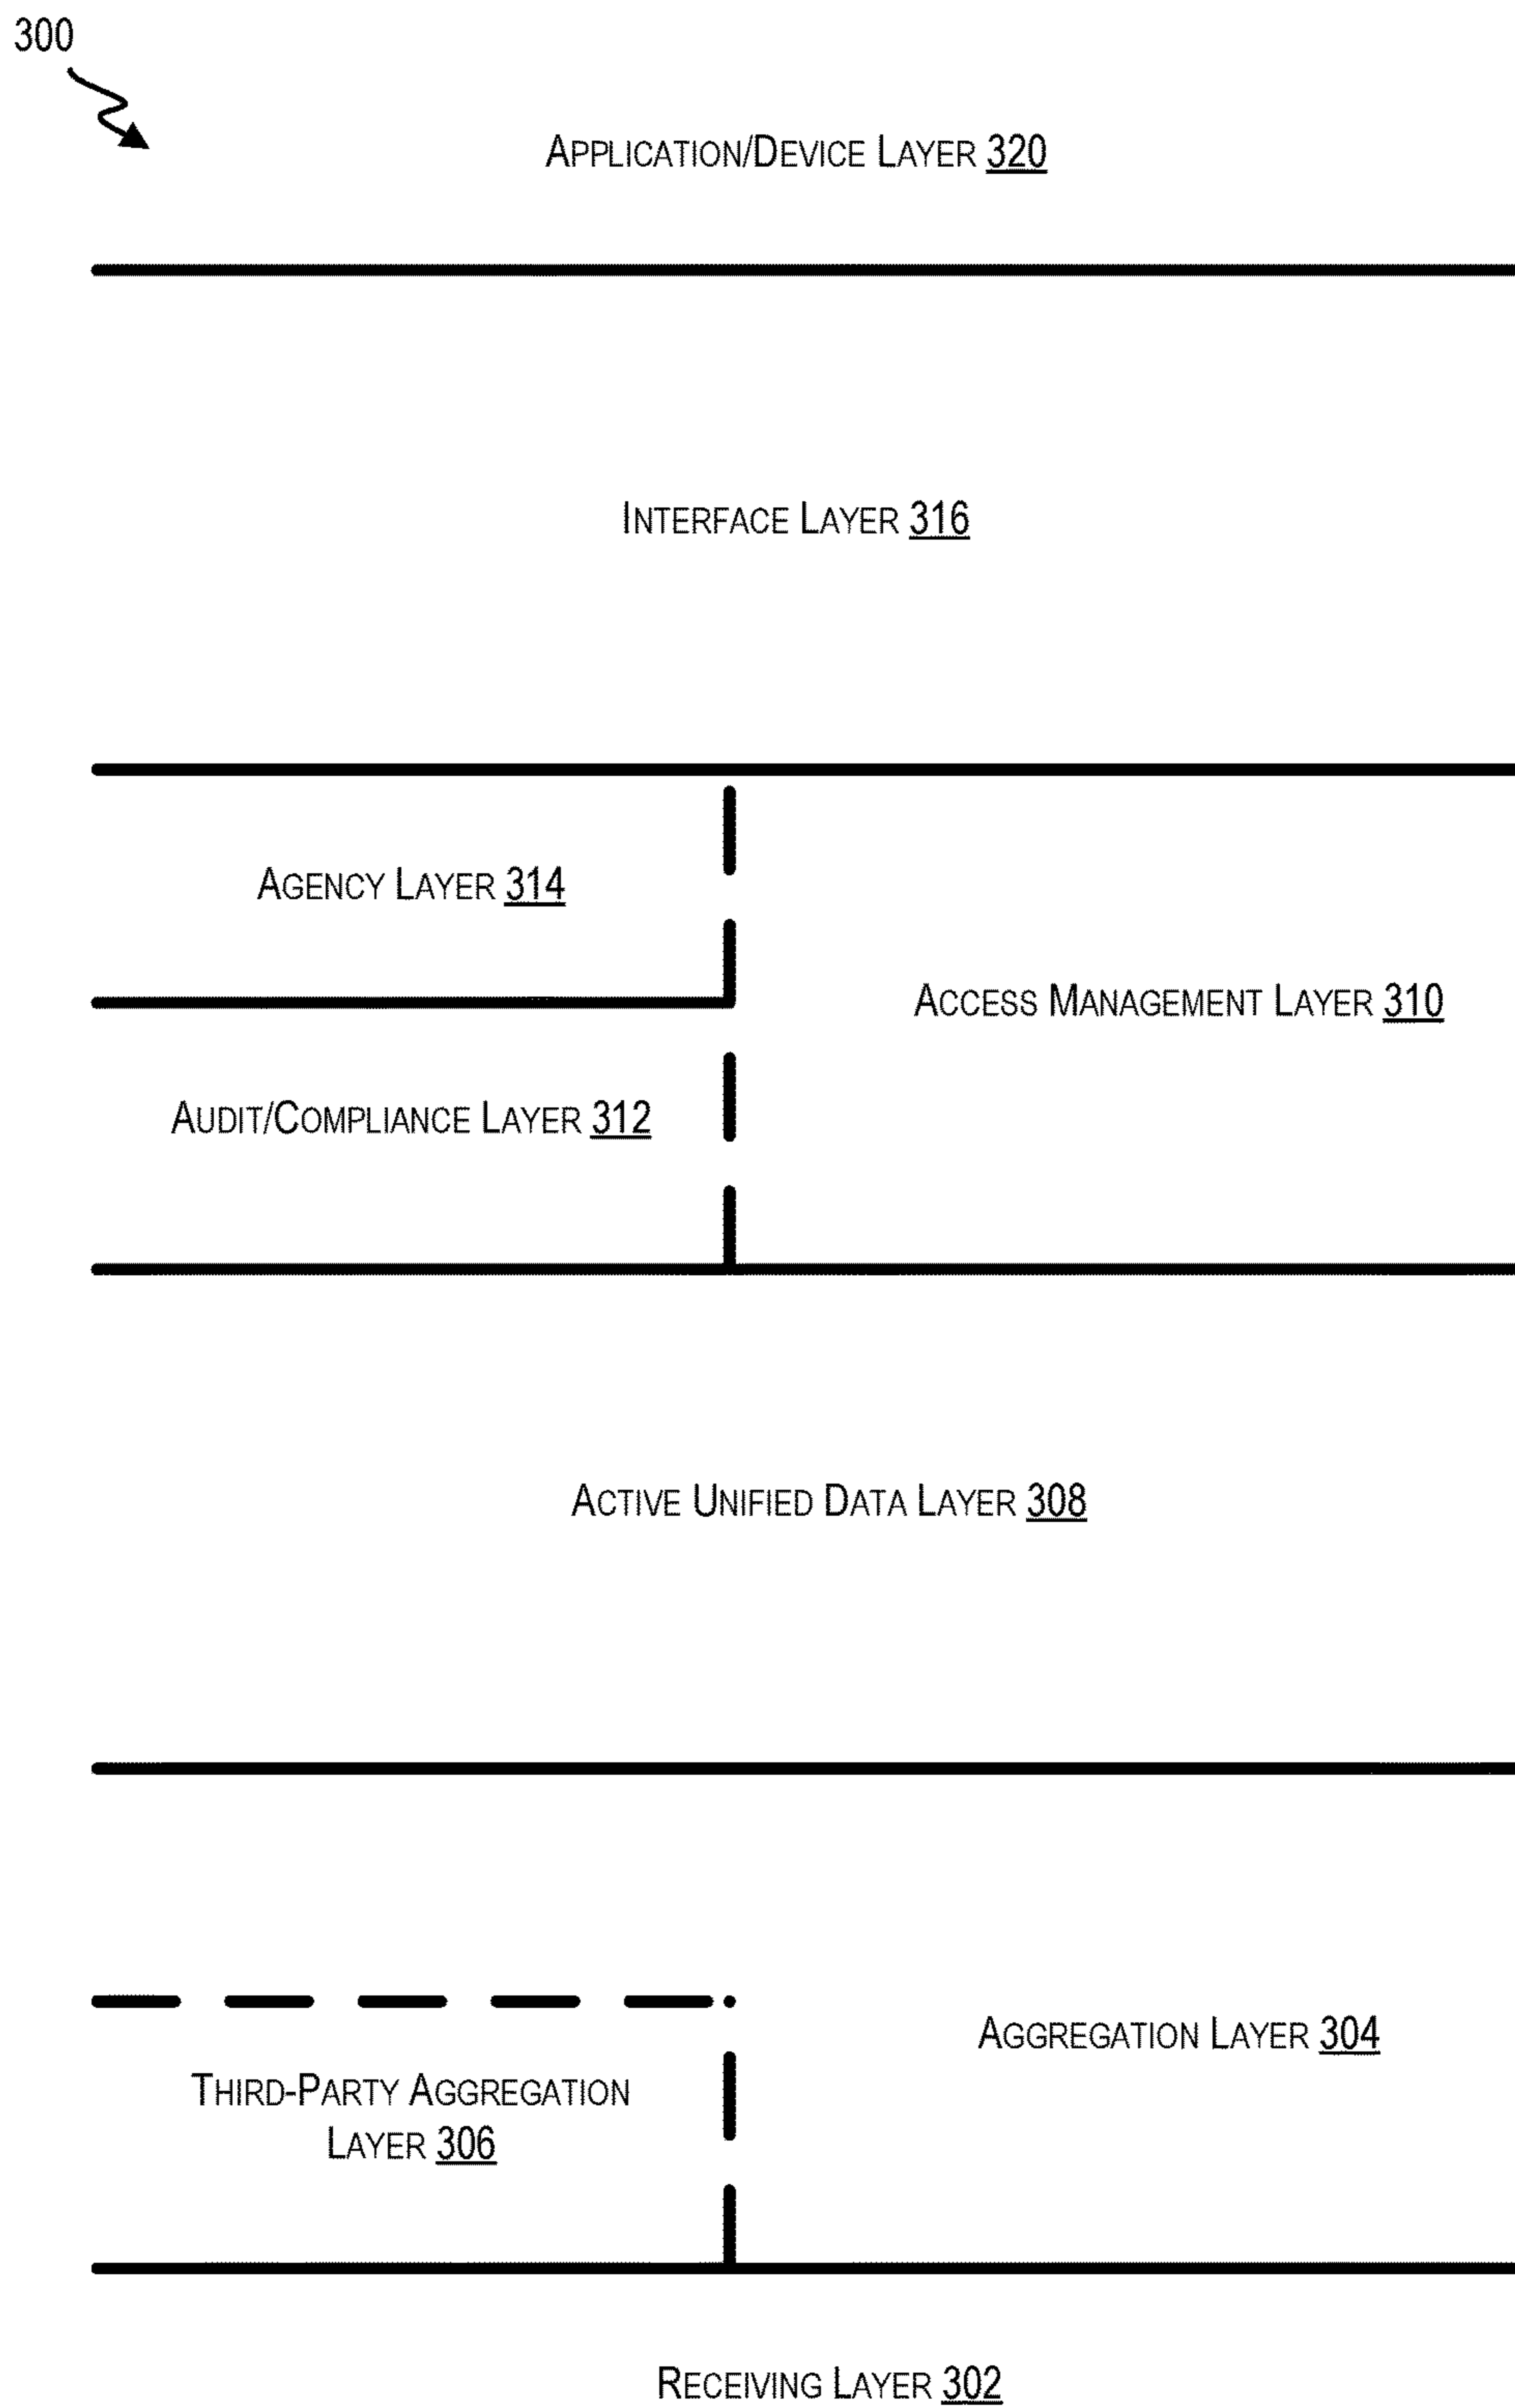 300
APPLICATION/DEVICE LAYER 320
INTERFACE LAYER 316
AGENCY LAYER 314
ACCESS MANAGEMENT LAYER 310
AUDIT/COMPLIANCE LAYER 312
ACTIVE UNIFIED DATA LAYER 308
AGGREGATION LAYER 304
THIRD-PARTY AGGREGATION
LAYER 306
RECEIVING LAYER 302